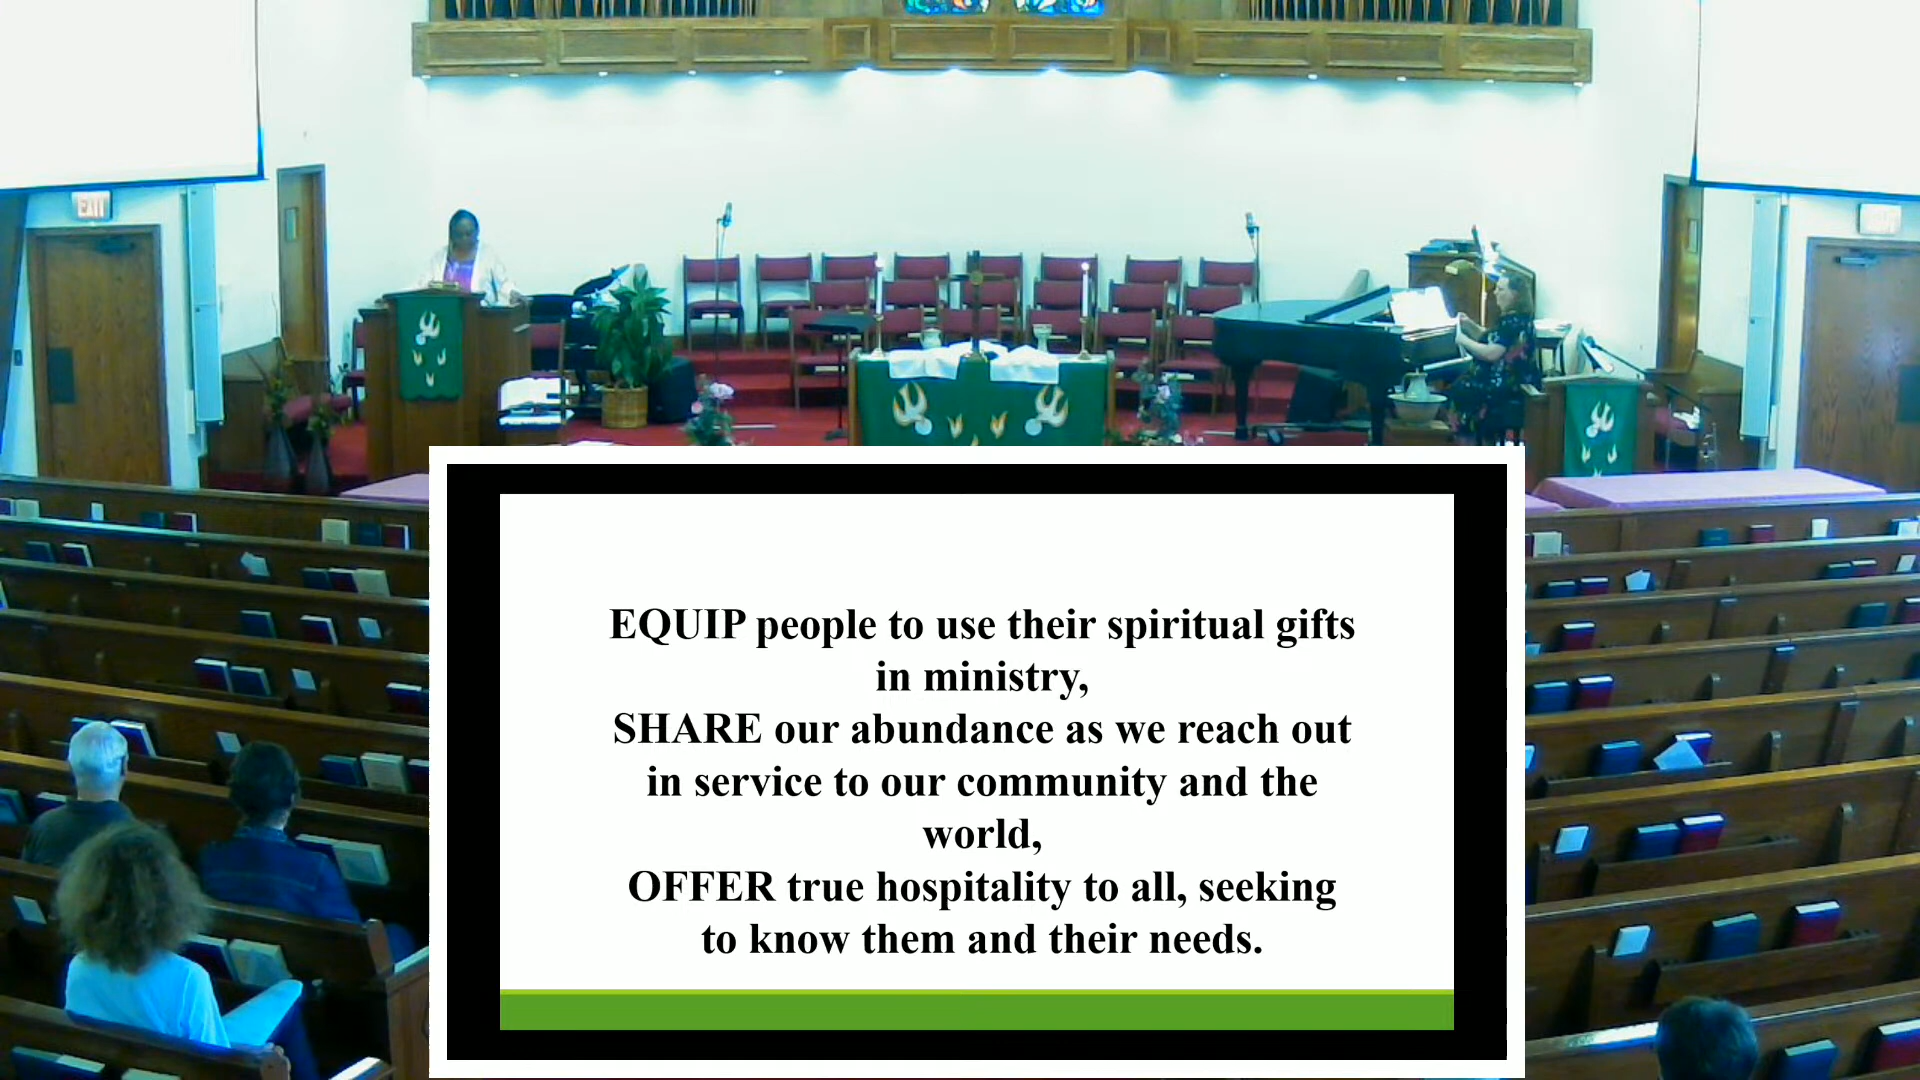 EXIT
EQUIP people to use their spiritual gifts
in ministry,
SHARE our abundance as we reach out
in service to our community and the
world,
OFFER true hospitality to all, seeking
to know them and their needs.